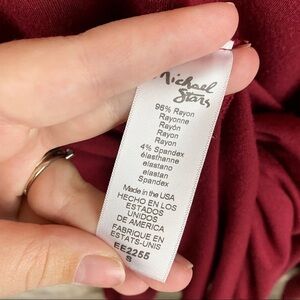 Michael
Stars
96% Rayon
Rayonne
Rayón
Rayon
Rayon
4% Spandex
élasthanne
elastano
elastan
Spandex
Made in the USA
HECHO EN LOS
ESTADOS
UNIDOS
DE AMERICA
FABRIQUE EN
ESTATS-UNIS
EE2255
S